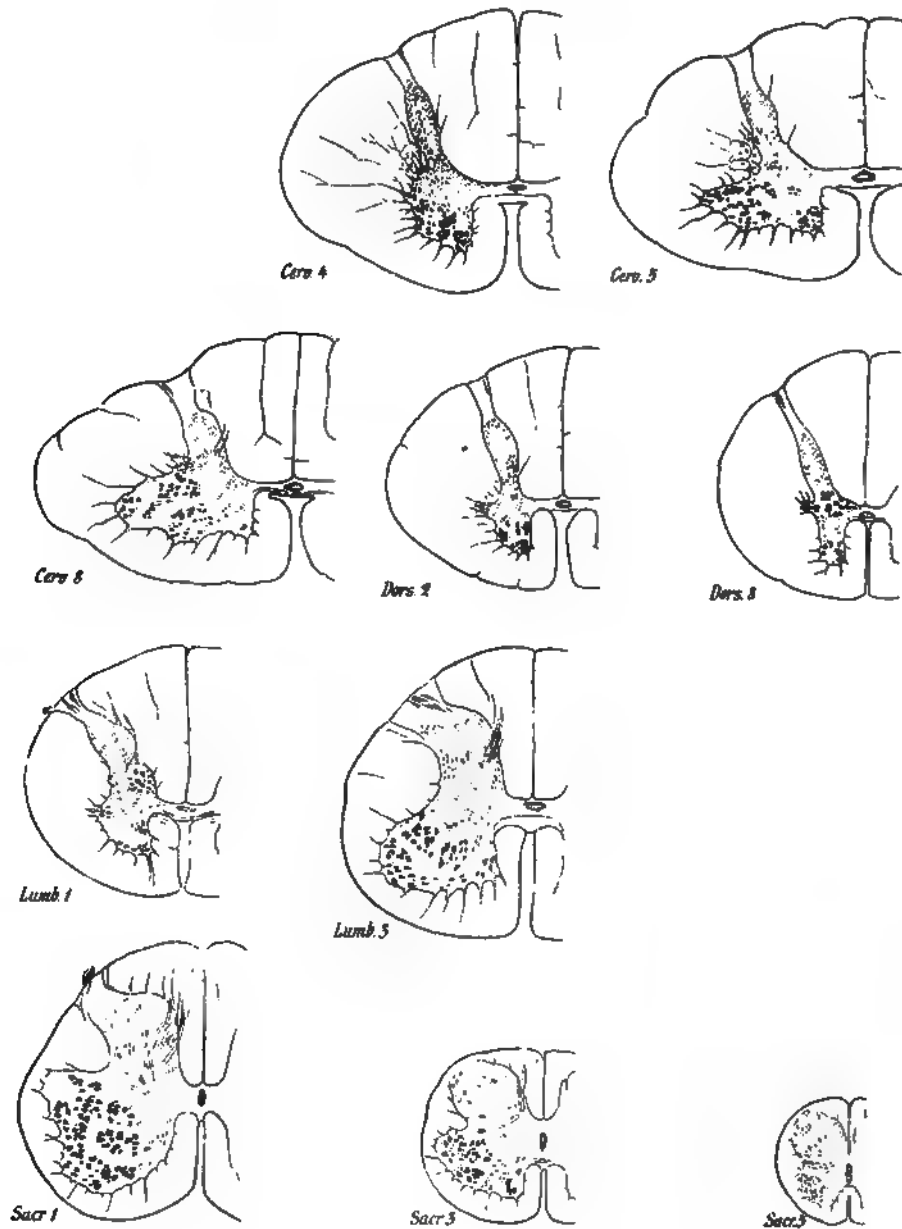 Cerv. 4
Cerv. 5
Cerv. 8
Dors. 2
Dors. 8
Lumb. 1
Lumb. 3
Sacr 1
Sacr 3
Sacr. 5